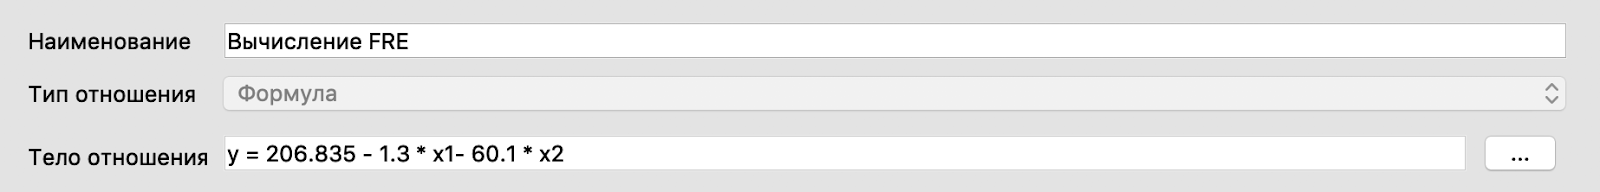 Наименование Вычисление FRE
Тип отношения Формула
Тело отношения y = 206.835 - 1.3 * x1- 60.1 * x2 ...